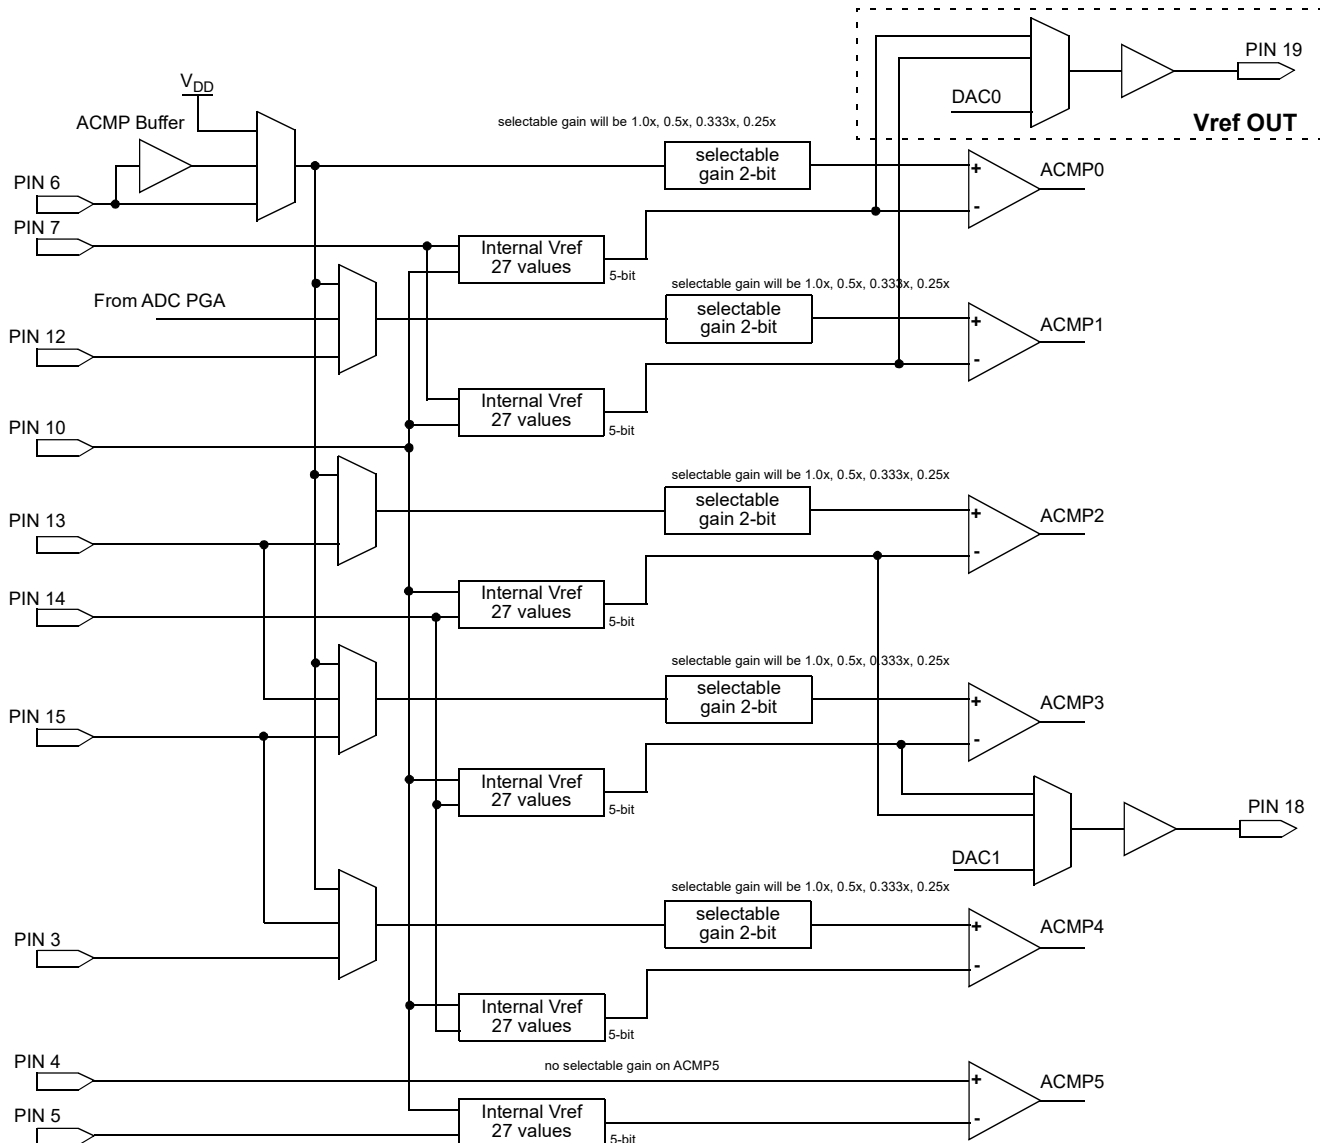 PIN 19
DAC0
Vref OUT
VDD
ACMP Buffer
selectable gain will be 1.0x, 0.5x, 0.333x, 0.25x
selectable
gain 2-bit
ACMP0
+
-
PIN 6
PIN 7
Internal Vref
27 values
5-bit
selectable gain will be 1.0x, 0.5x, 0.333x, 0.25x
From ADC PGA
selectable
gain 2-bit
ACMP1
+
-
PIN 12
Internal Vref
27 values
5-bit
PIN 10
selectable gain will be 1.0x, 0.5x, 0.333x, 0.25x
selectable
gain 2-bit
ACMP2
+
-
PIN 13
Internal Vref
27 values
5-bit
PIN 14
selectable gain will be 1.0x, 0.5x, 0.333x, 0.25x
selectable
gain 2-bit
ACMP3
+
-
PIN 15
Internal Vref
27 values
5-bit
PIN 18
DAC1
selectable gain will be 1.0x, 0.5x, 0.333x, 0.25x
selectable
gain 2-bit
ACMP4
+
-
PIN 3
Internal Vref
27 values
5-bit
PIN 4
no selectable gain on ACMP5
ACMP5
+
-
PIN 5
Internal Vref
27 values
5-bit